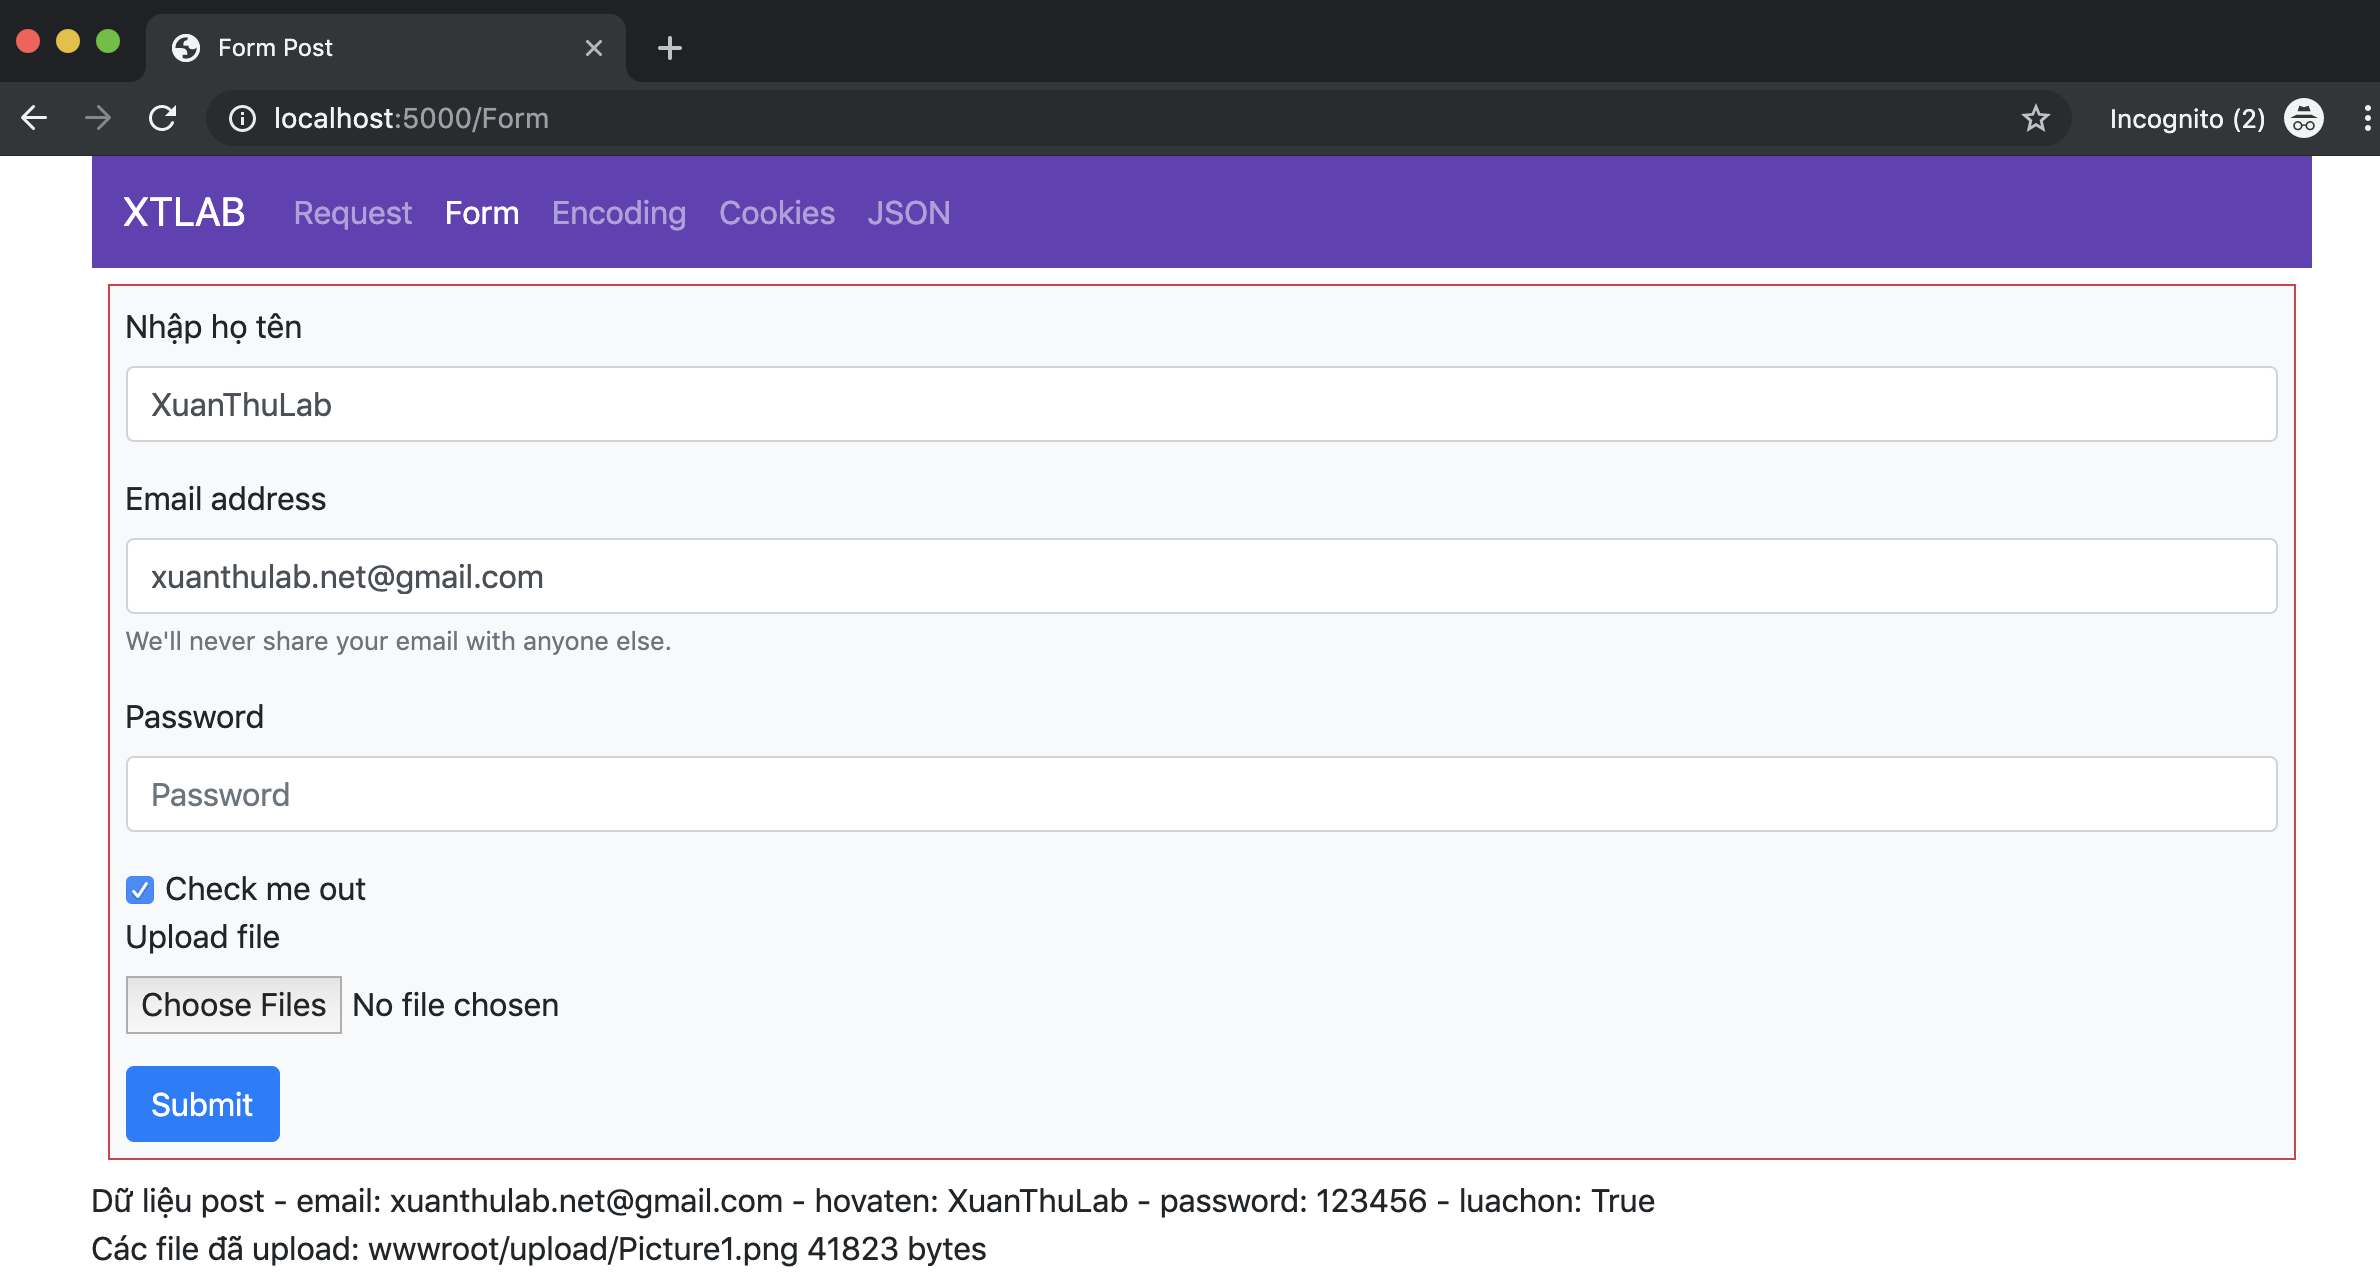 Form Post
localhost:5000/Form
Incognito (2)
XTLAB Request Form Encoding Cookies JSON
Nhập họ tên
XuanThuLab
Email address
xuanthulab.net@gmail.com
We'll never share your email with anyone else.
Password
Password
Check me out
Upload file
Choose Files No file chosen
Submit
Dữ liệu post - email: xuanthulab.net@gmail.com - hovaten: XuanThuLab - password: 123456 - luachon: True
Các file đã upload: wwwroot/upload/Picture1.png 41823 bytes